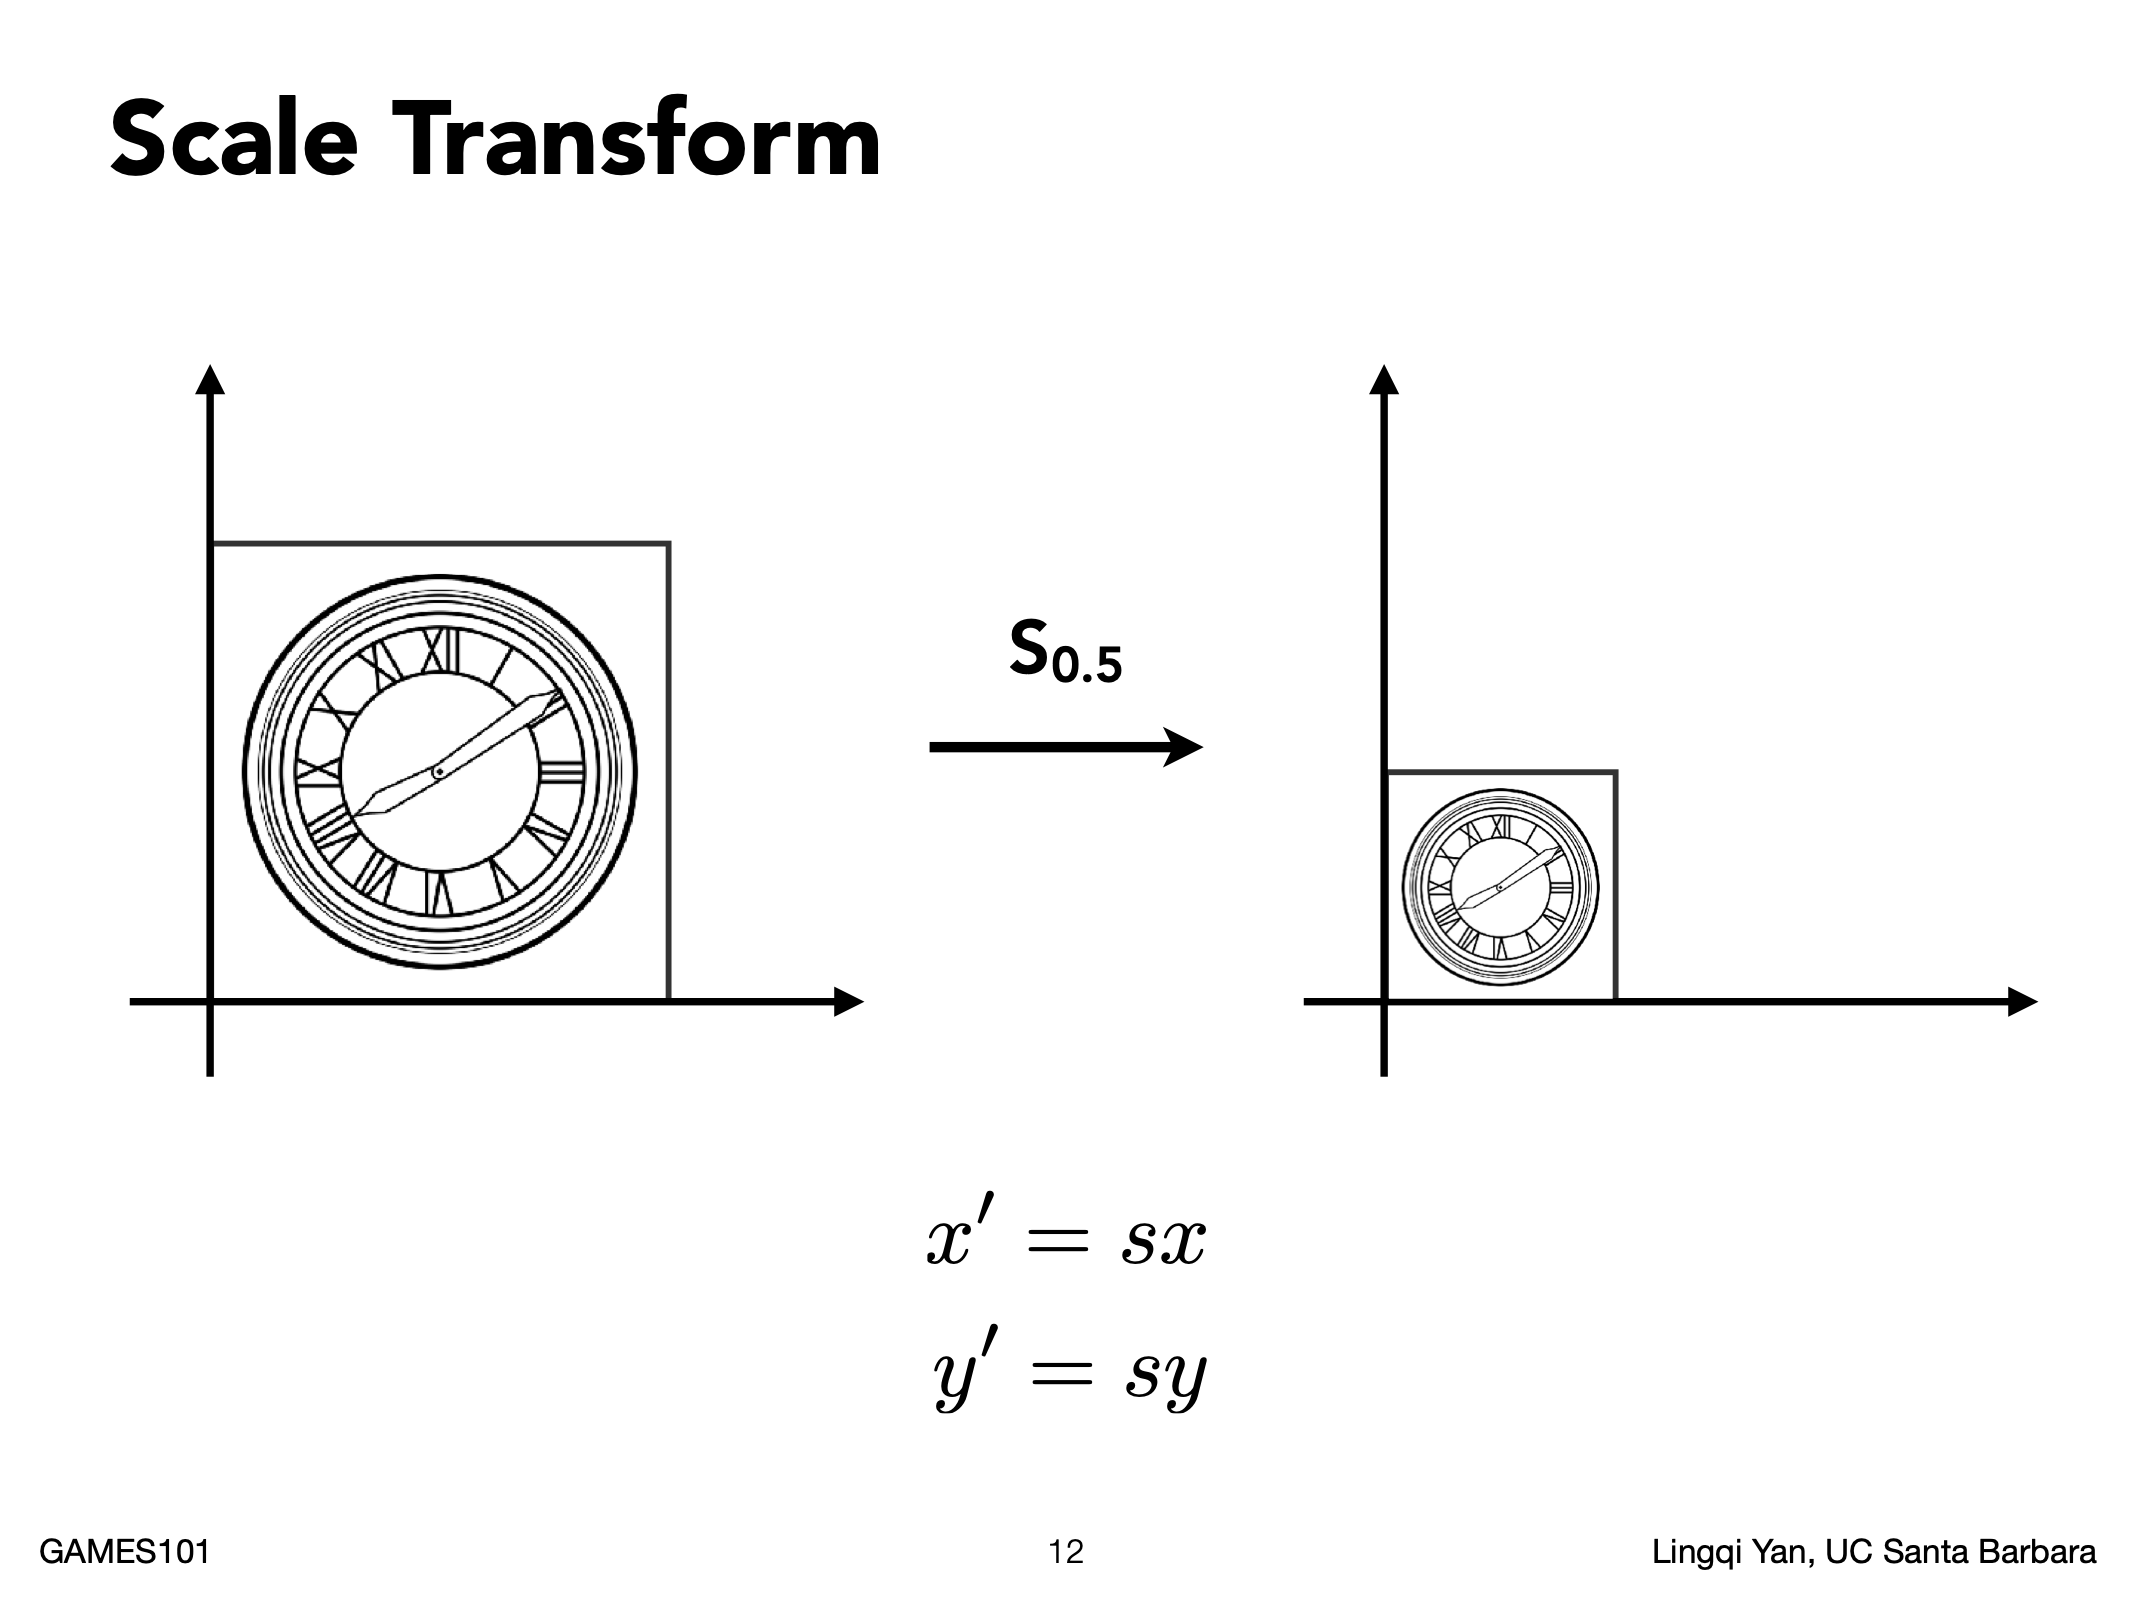 Scale Transform
S₀.₅
x′ = sx
y′ = sy
GAMES101
12
Lingqi Yan, UC Santa Barbara